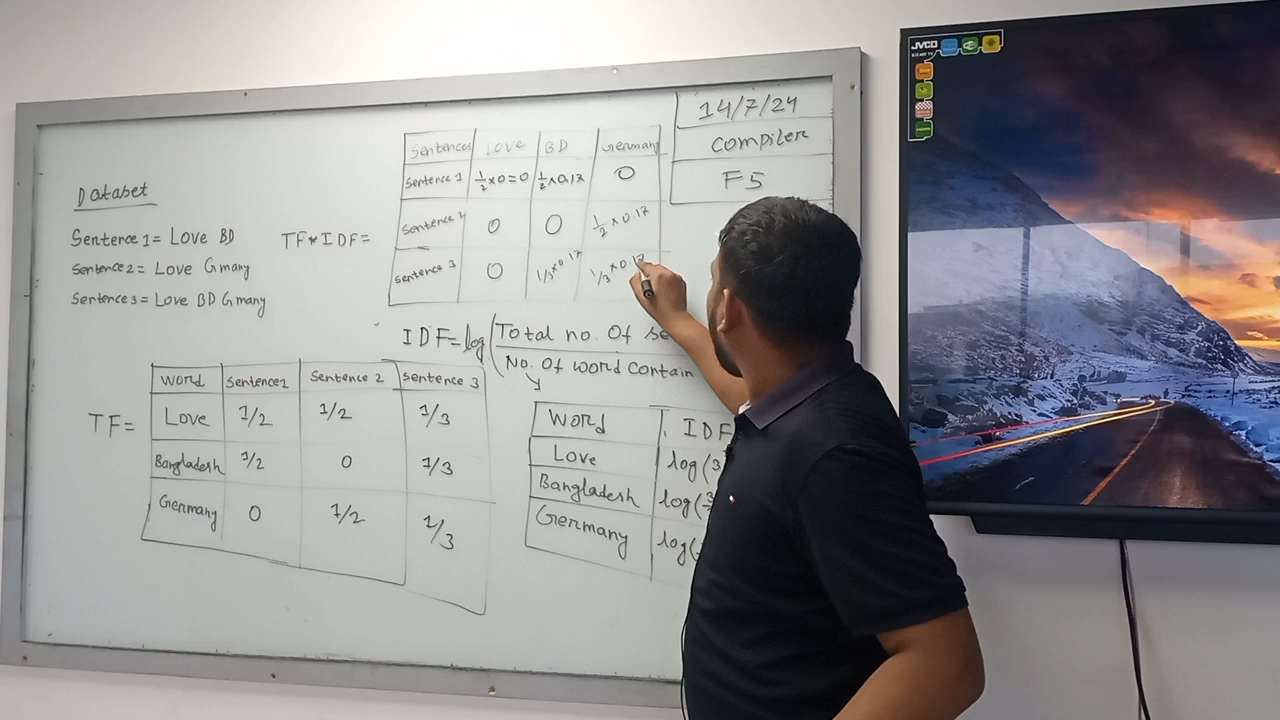 14/7/24
Compiler
F5
Dataset
Sentence 1 = Love BD
Sentence 2 = Love Gmany
Sentence 3 = Love BD Gmany
TF*IDF=
Sentences Love BD Germany
Sentence 1 1/2×0=0 1/2×0.17 0
Sentence 2 0 0 1/2×0.17
Sentence 3 0 1/3×0.17 1/3×0.17
IDF=log(Total no. Of se
No. Of word contain
TF=
Word Sentence1 Sentence 2 Sentence 3
Love 1/2 1/2 1/3
Bangladesh 1/2 0 1/3
Germany 0 1/2 1/3
Word IDF
Love log(3
Bangladesh log(3
Germany log(
JVCO